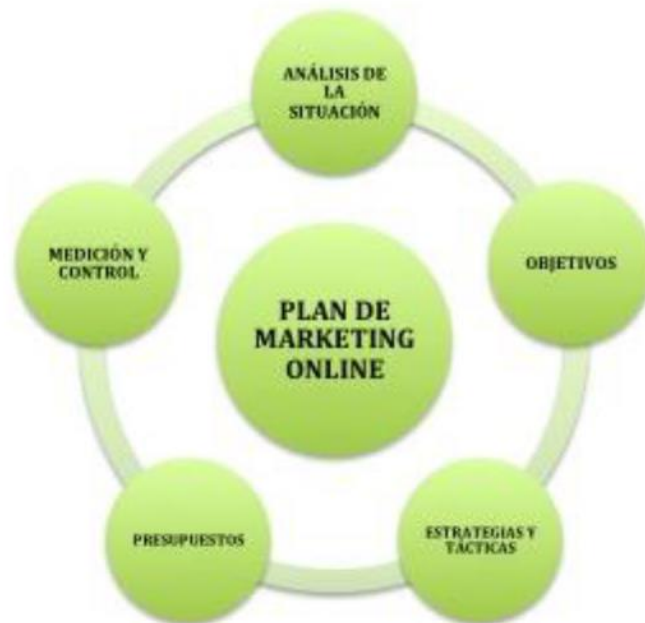 ANÁLISIS DE
LA
SITUACIÓN
OBJETIVOS
ESTRATEGIAS Y
TÁCTICAS
PRESUPUESTOS
MEDICIÓN Y
CONTROL
PLAN DE
MARKETING
ONLINE